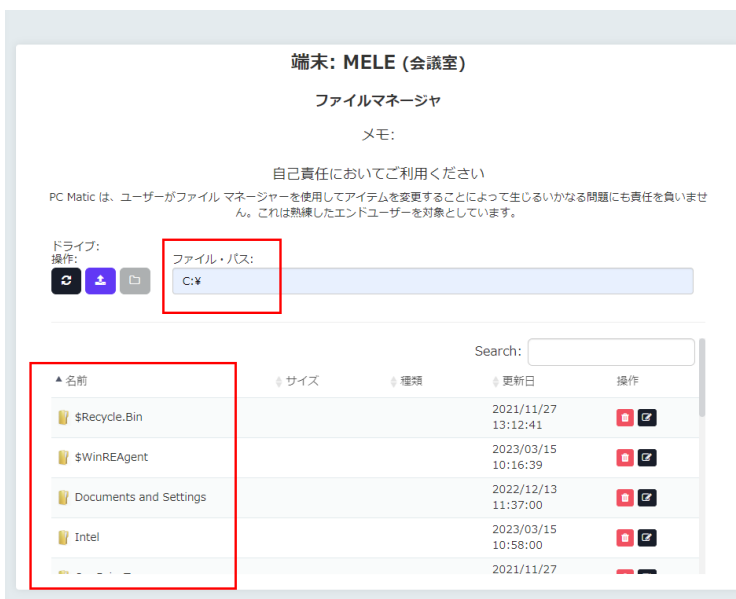 端末: MELE (会議室)
ファイルマネージャ
メモ:
自己責任においてご利用ください
PC Matic は、ユーザーがファイル マネージャーを使用してアイテムを変更することによって生じるいかなる問題にも責任を負いませ
ん。これは熟練したエンドユーザーを対象としています。
ドライブ:
操作:
ファイル・パス:
C:¥
Search:
名前 サイズ 種類 更新日 操作
$Recycle.Bin 2021/11/27
13:12:41
$WinREAgent 2023/03/15
10:16:39
Documents and Settings 2022/12/13
11:37:00
Intel 2023/03/15
10:58:00
2021/11/27